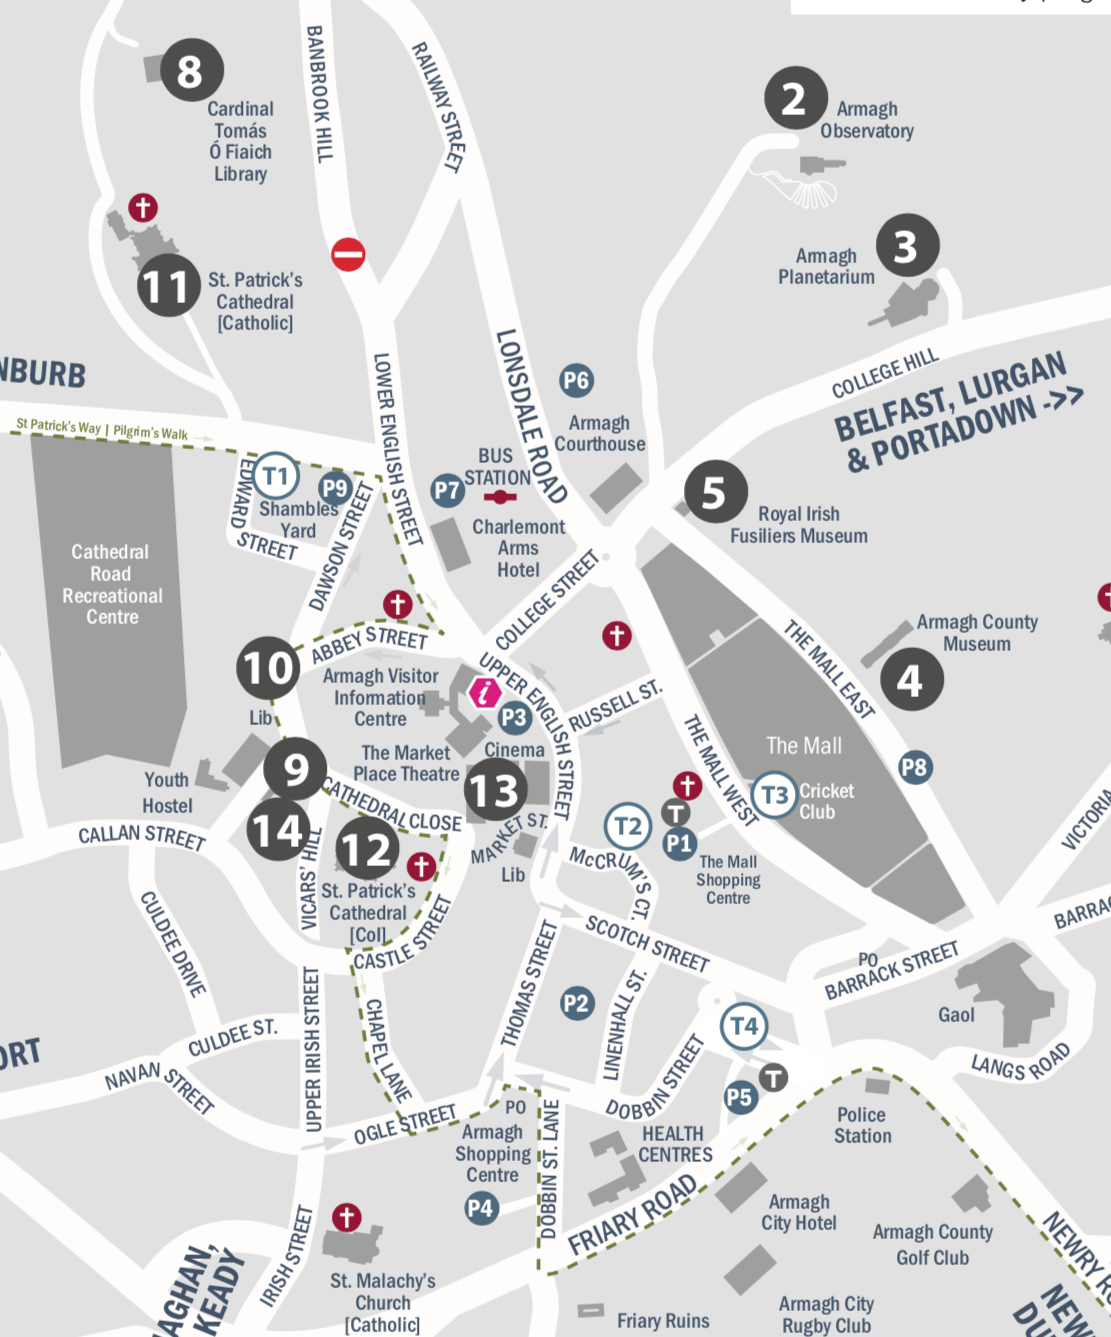 8
Cardinal
Tomás
Ó Fiaich
Library
BANBROOK HILL
RAILWAY STREET
2
Armagh
Observatory
3
Armagh
Planetarium
11
St. Patrick's
Cathedral
[Catholic]
NBURB
St Patrick's Way | Pilgrim's Walk
LOWER ENGLISH STREET
LONSDALE ROAD
P6
Armagh
Courthouse
COLLEGE HILL
BELFAST, LURGAN
& PORTADOWN ->>
T1
P9
Shambles
Yard
EDWARD
STREET
DAWSON STREET
P7
BUS
STATION
Charlemont
Arms
Hotel
5
Royal Irish
Fusiliers Museum
Cathedral
Road
Recreational
Centre
COLLEGE STREET
10
Lib
ABBEY STREET
Armagh Visitor
Information
Centre
i
UPPER ENGLISH STREET
P3
RUSSELL ST.
THE MALL EAST
Armagh County
Museum
4
THE MALL WEST
The Mall
T3
Cricket
Club
P8
Youth
Hostel
9
14
The Market
Place Theatre
Cinema
13
CATHEDRAL CLOSE
MARKET ST.
Lib
T2
T
P1
The Mall
Shopping
Centre
VICTORIA
CALLAN STREET
12
St. Patrick's
Cathedral
[CoI]
VICARS' HILL
CASTLE STREET
McCRUM'S CT.
SCOTCH STREET
PO
BARRACK STREET
BARRAC
CULDEE DRIVE
CULDEE ST.
NAVAN STREET
ORT
UPPER IRISH STREET
CHAPEL LANE
THOMAS STREET
P2
LINENHALL ST.
T4
DOBBIN STREET
P5
T
Gaol
LANGS ROAD
OGLE STREET
PO
Armagh
Shopping
Centre
P4
DOBBIN ST. LANE
HEALTH
CENTRES
FRIARY ROAD
Police
Station
Armagh
City Hotel
Armagh County
Golf Club
NEWRY R
NEW
DU
IRISH STREET
AGHAN,
KEADY
St. Malachy's
Church
[Catholic]
Friary Ruins
Armagh City
Rugby Club